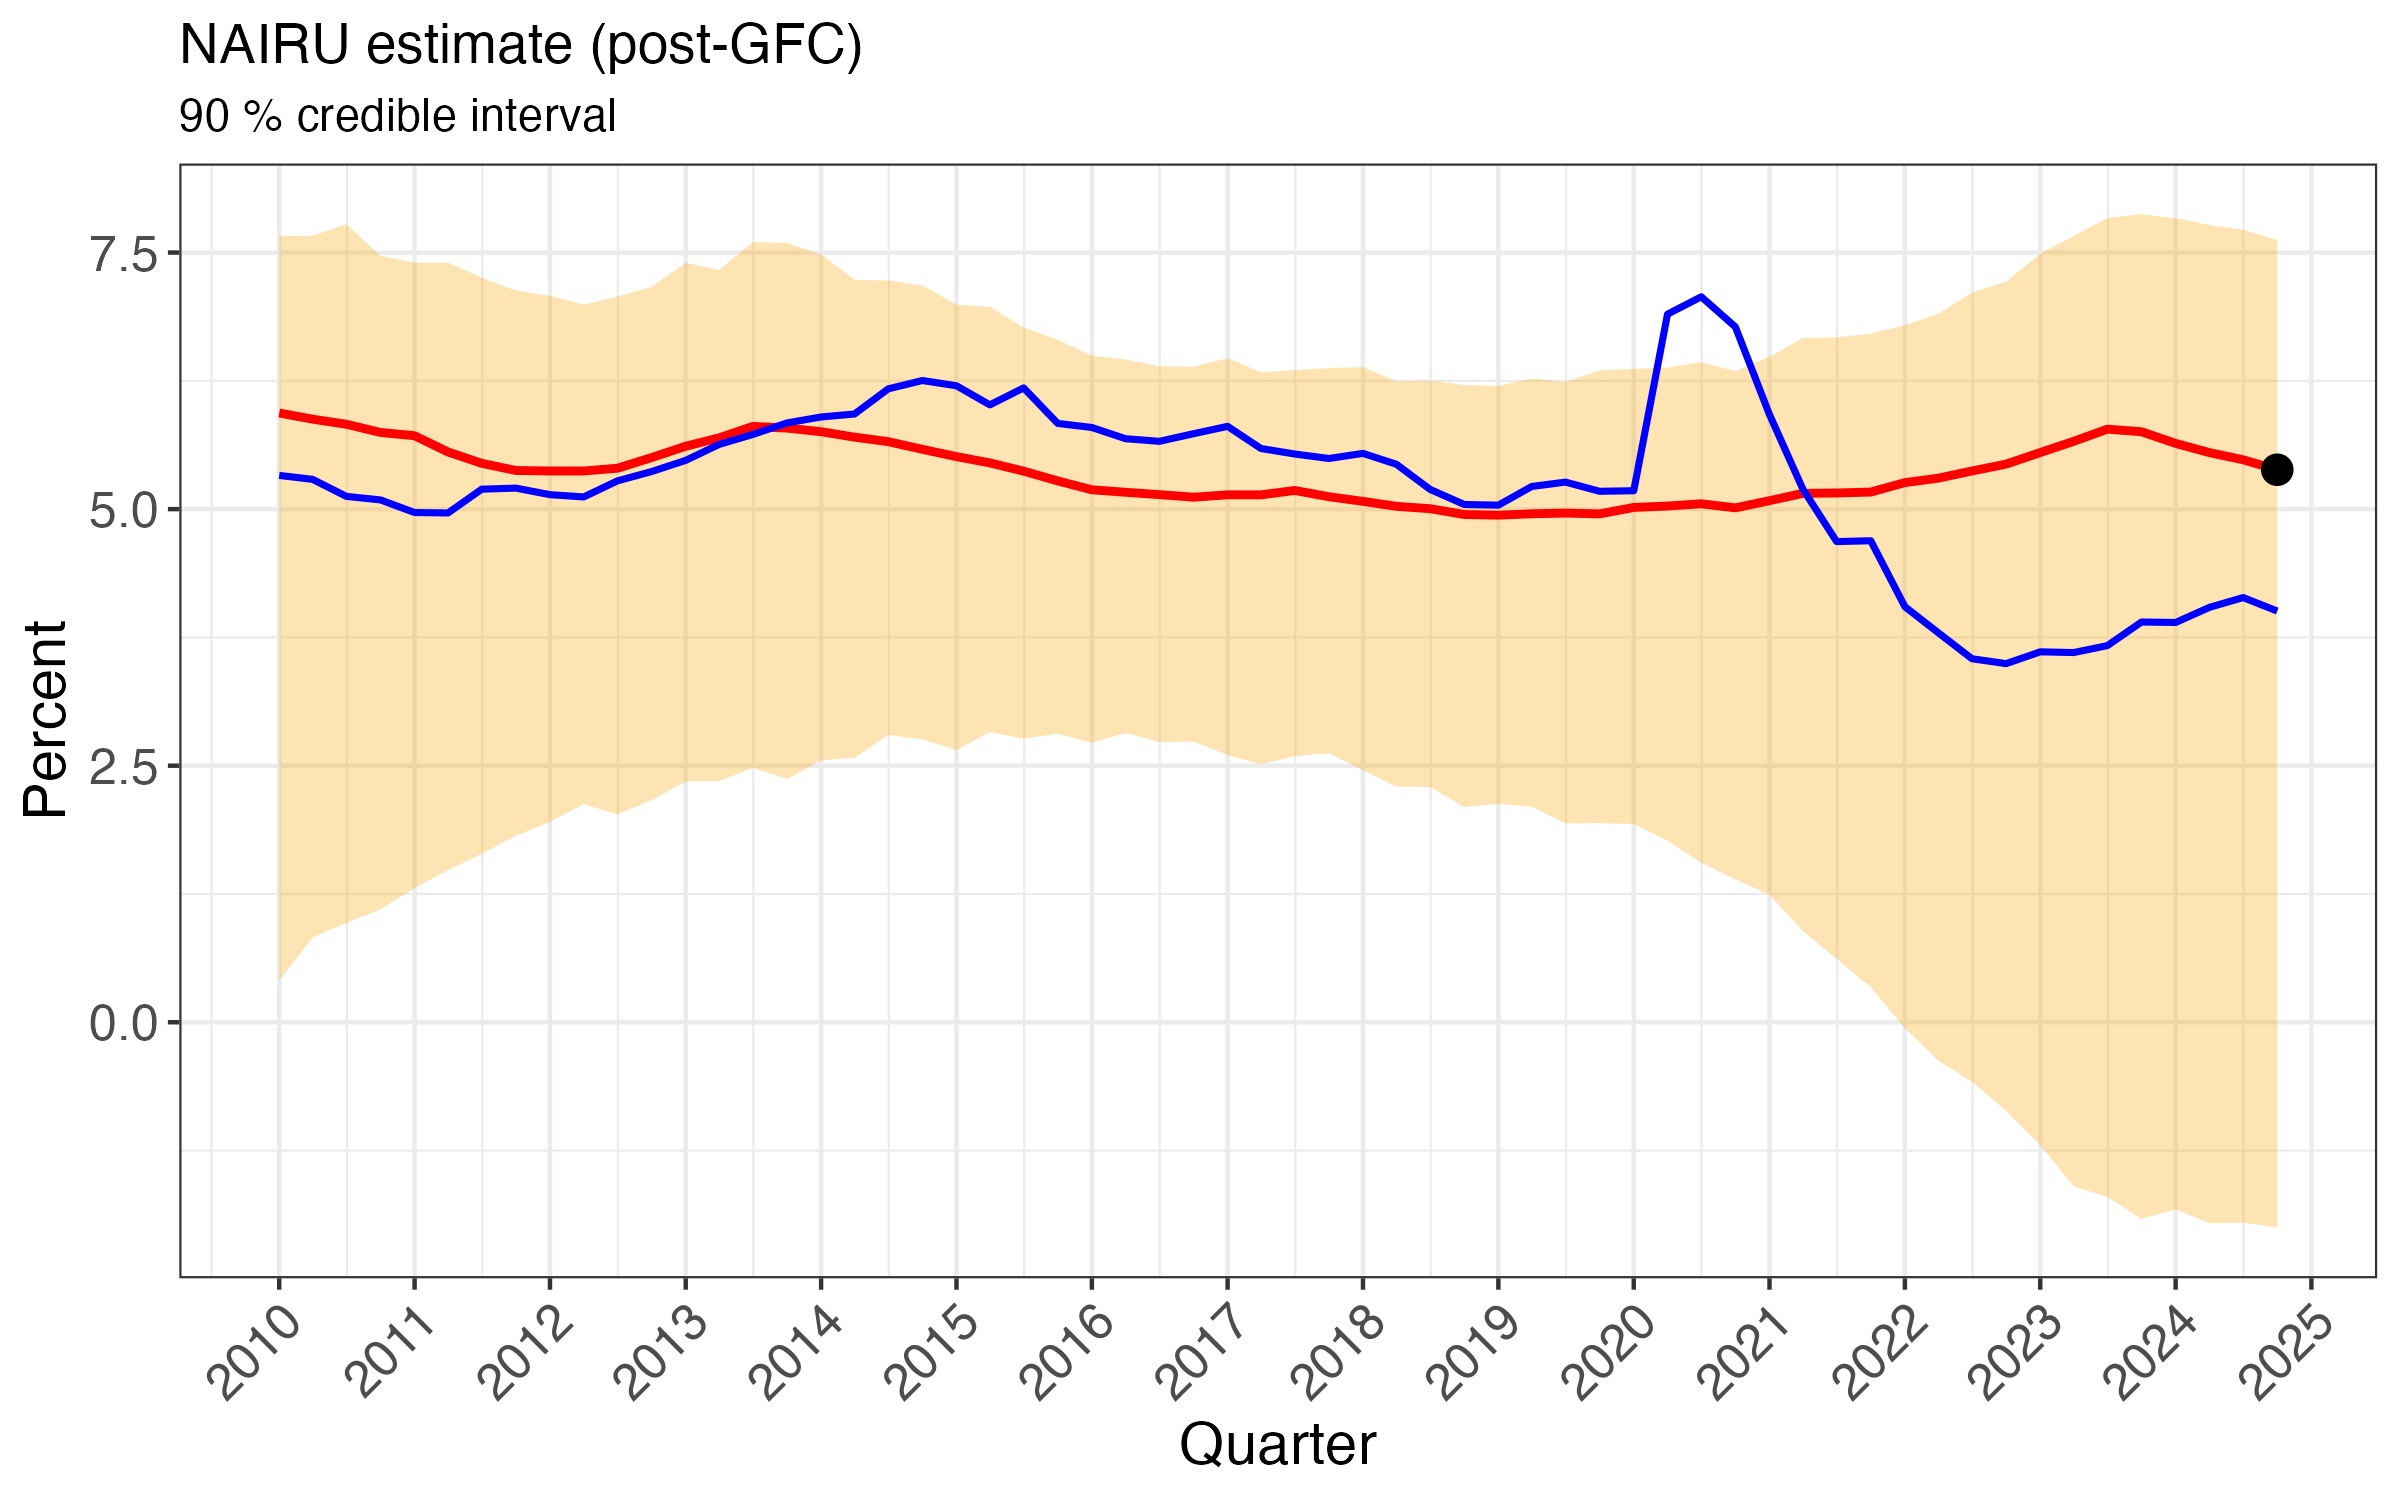 NAIRU estimate (post-GFC)
90 % credible interval
Percent
7.5
5.0
2.5
0.0
2010 2011 2012 2013 2014 2015 2016 2017 2018 2019 2020 2021 2022 2023 2024 2025
Quarter